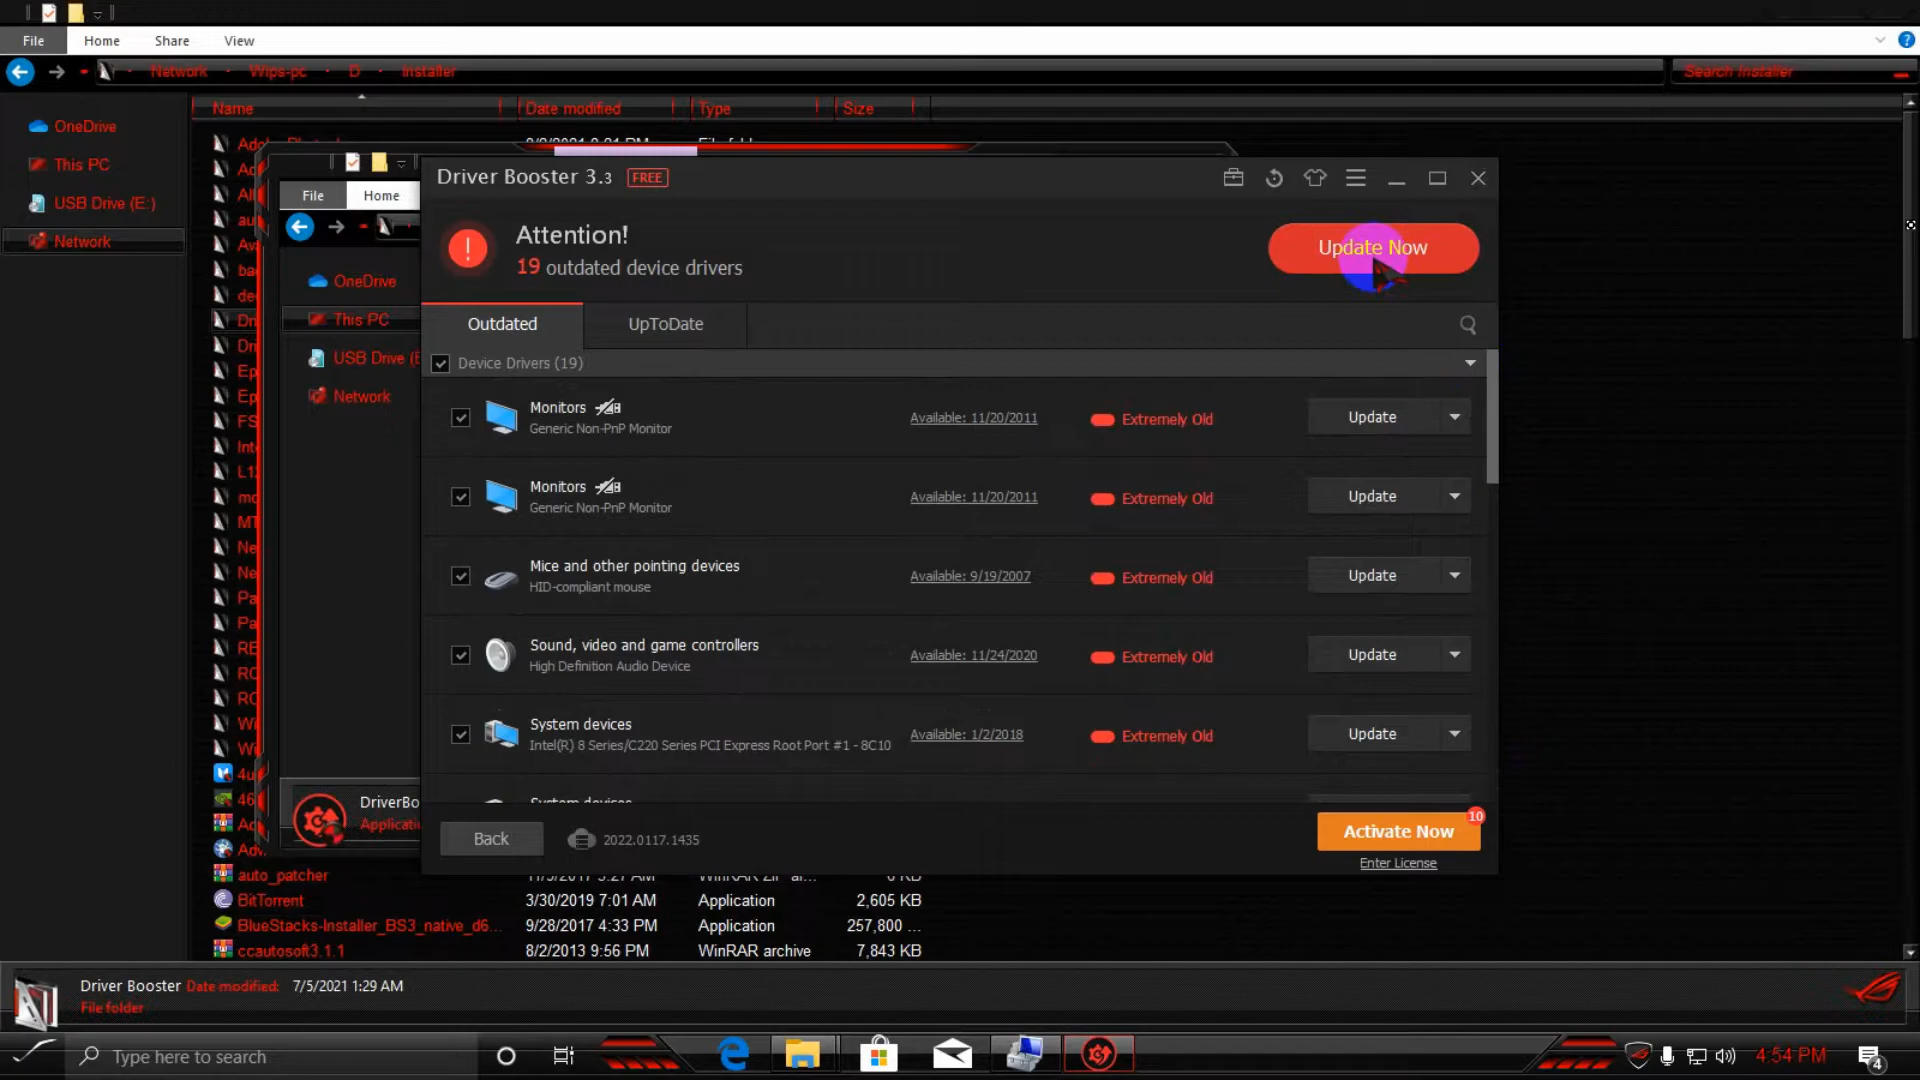 File Home Share View
Network Wips-pc D Installer
Search Installer
Name Date modified Type Size
OneDrive
This PC
USB Drive (E:)
Network
File Home
OneDrive
This PC
USB Drive (E
Network
DriverBo
Applicati
Driver Booster 3.3 FREE
Attention!
19 outdated device drivers
Update Now
Outdated UpToDate
Device Drivers (19)
Monitors
Generic Non-PnP Monitor
Available: 11/20/2011 Extremely Old Update
Monitors
Generic Non-PnP Monitor
Available: 11/20/2011 Extremely Old Update
Mice and other pointing devices
HID-compliant mouse
Available: 9/19/2007 Extremely Old Update
Sound, video and game controllers
High Definition Audio Device
Available: 11/24/2020 Extremely Old Update
System devices
Intel(R) 8 Series/C220 Series PCI Express Root Port #1 - 8C10
Available: 1/2/2018 Extremely Old Update
Back 2022.0117.1435
Activate Now 10
Enter License
auto_patcher
BitTorrent 3/30/2019 7:01 AM Application 2,605 KB
BlueStacks-Installer_BS3_native_d6... 9/28/2017 4:33 PM Application 257,800 ...
ccautosoft3.1.1 8/2/2013 9:56 PM WinRAR archive 7,843 KB
Driver Booster Date modified: 7/5/2021 1:29 AM
File folder
Type here to search
4:54 PM
4